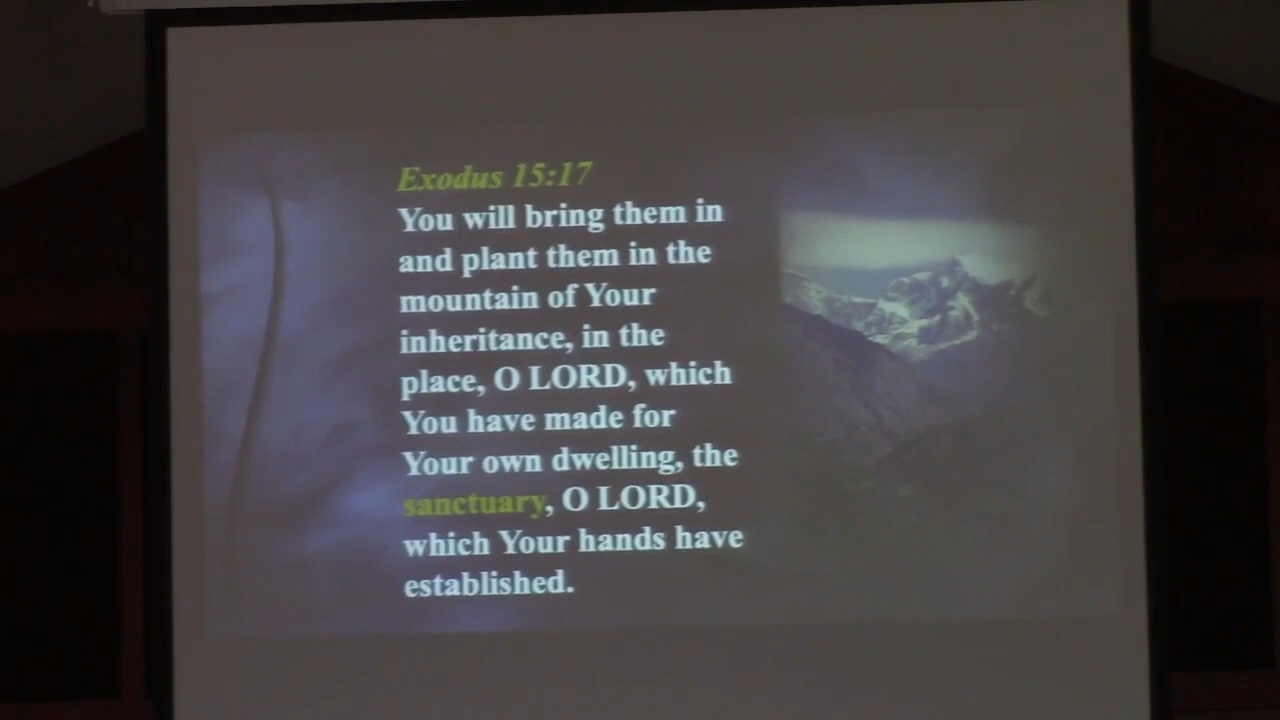 Exodus 15:17
You will bring them in
and plant them in the
mountain of Your
inheritance, in the
place, O LORD, which
You have made for
Your own dwelling, the
sanctuary, O LORD,
which Your hands have
established.